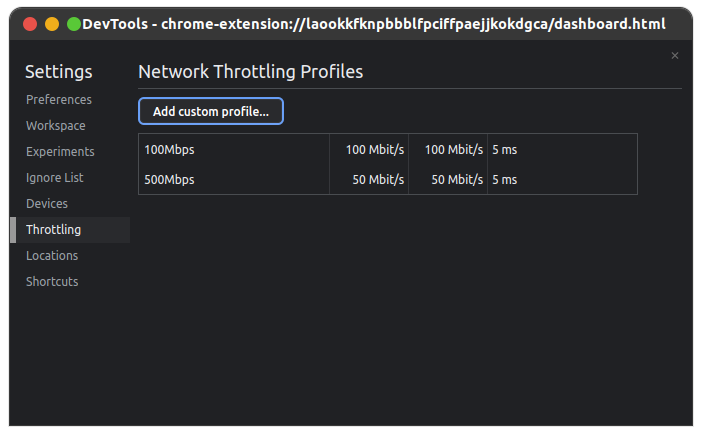 DevTools - chrome-extension://laookkfknpbbblfpciffpaejjkokdgca/dashboard.html
Settings
Preferences
Workspace
Experiments
Ignore List
Devices
Throttling
Locations
Shortcuts
Network Throttling Profiles
Add custom profile...
100Mbps 100 Mbit/s 100 Mbit/s 5 ms
500Mbps 50 Mbit/s 50 Mbit/s 5 ms